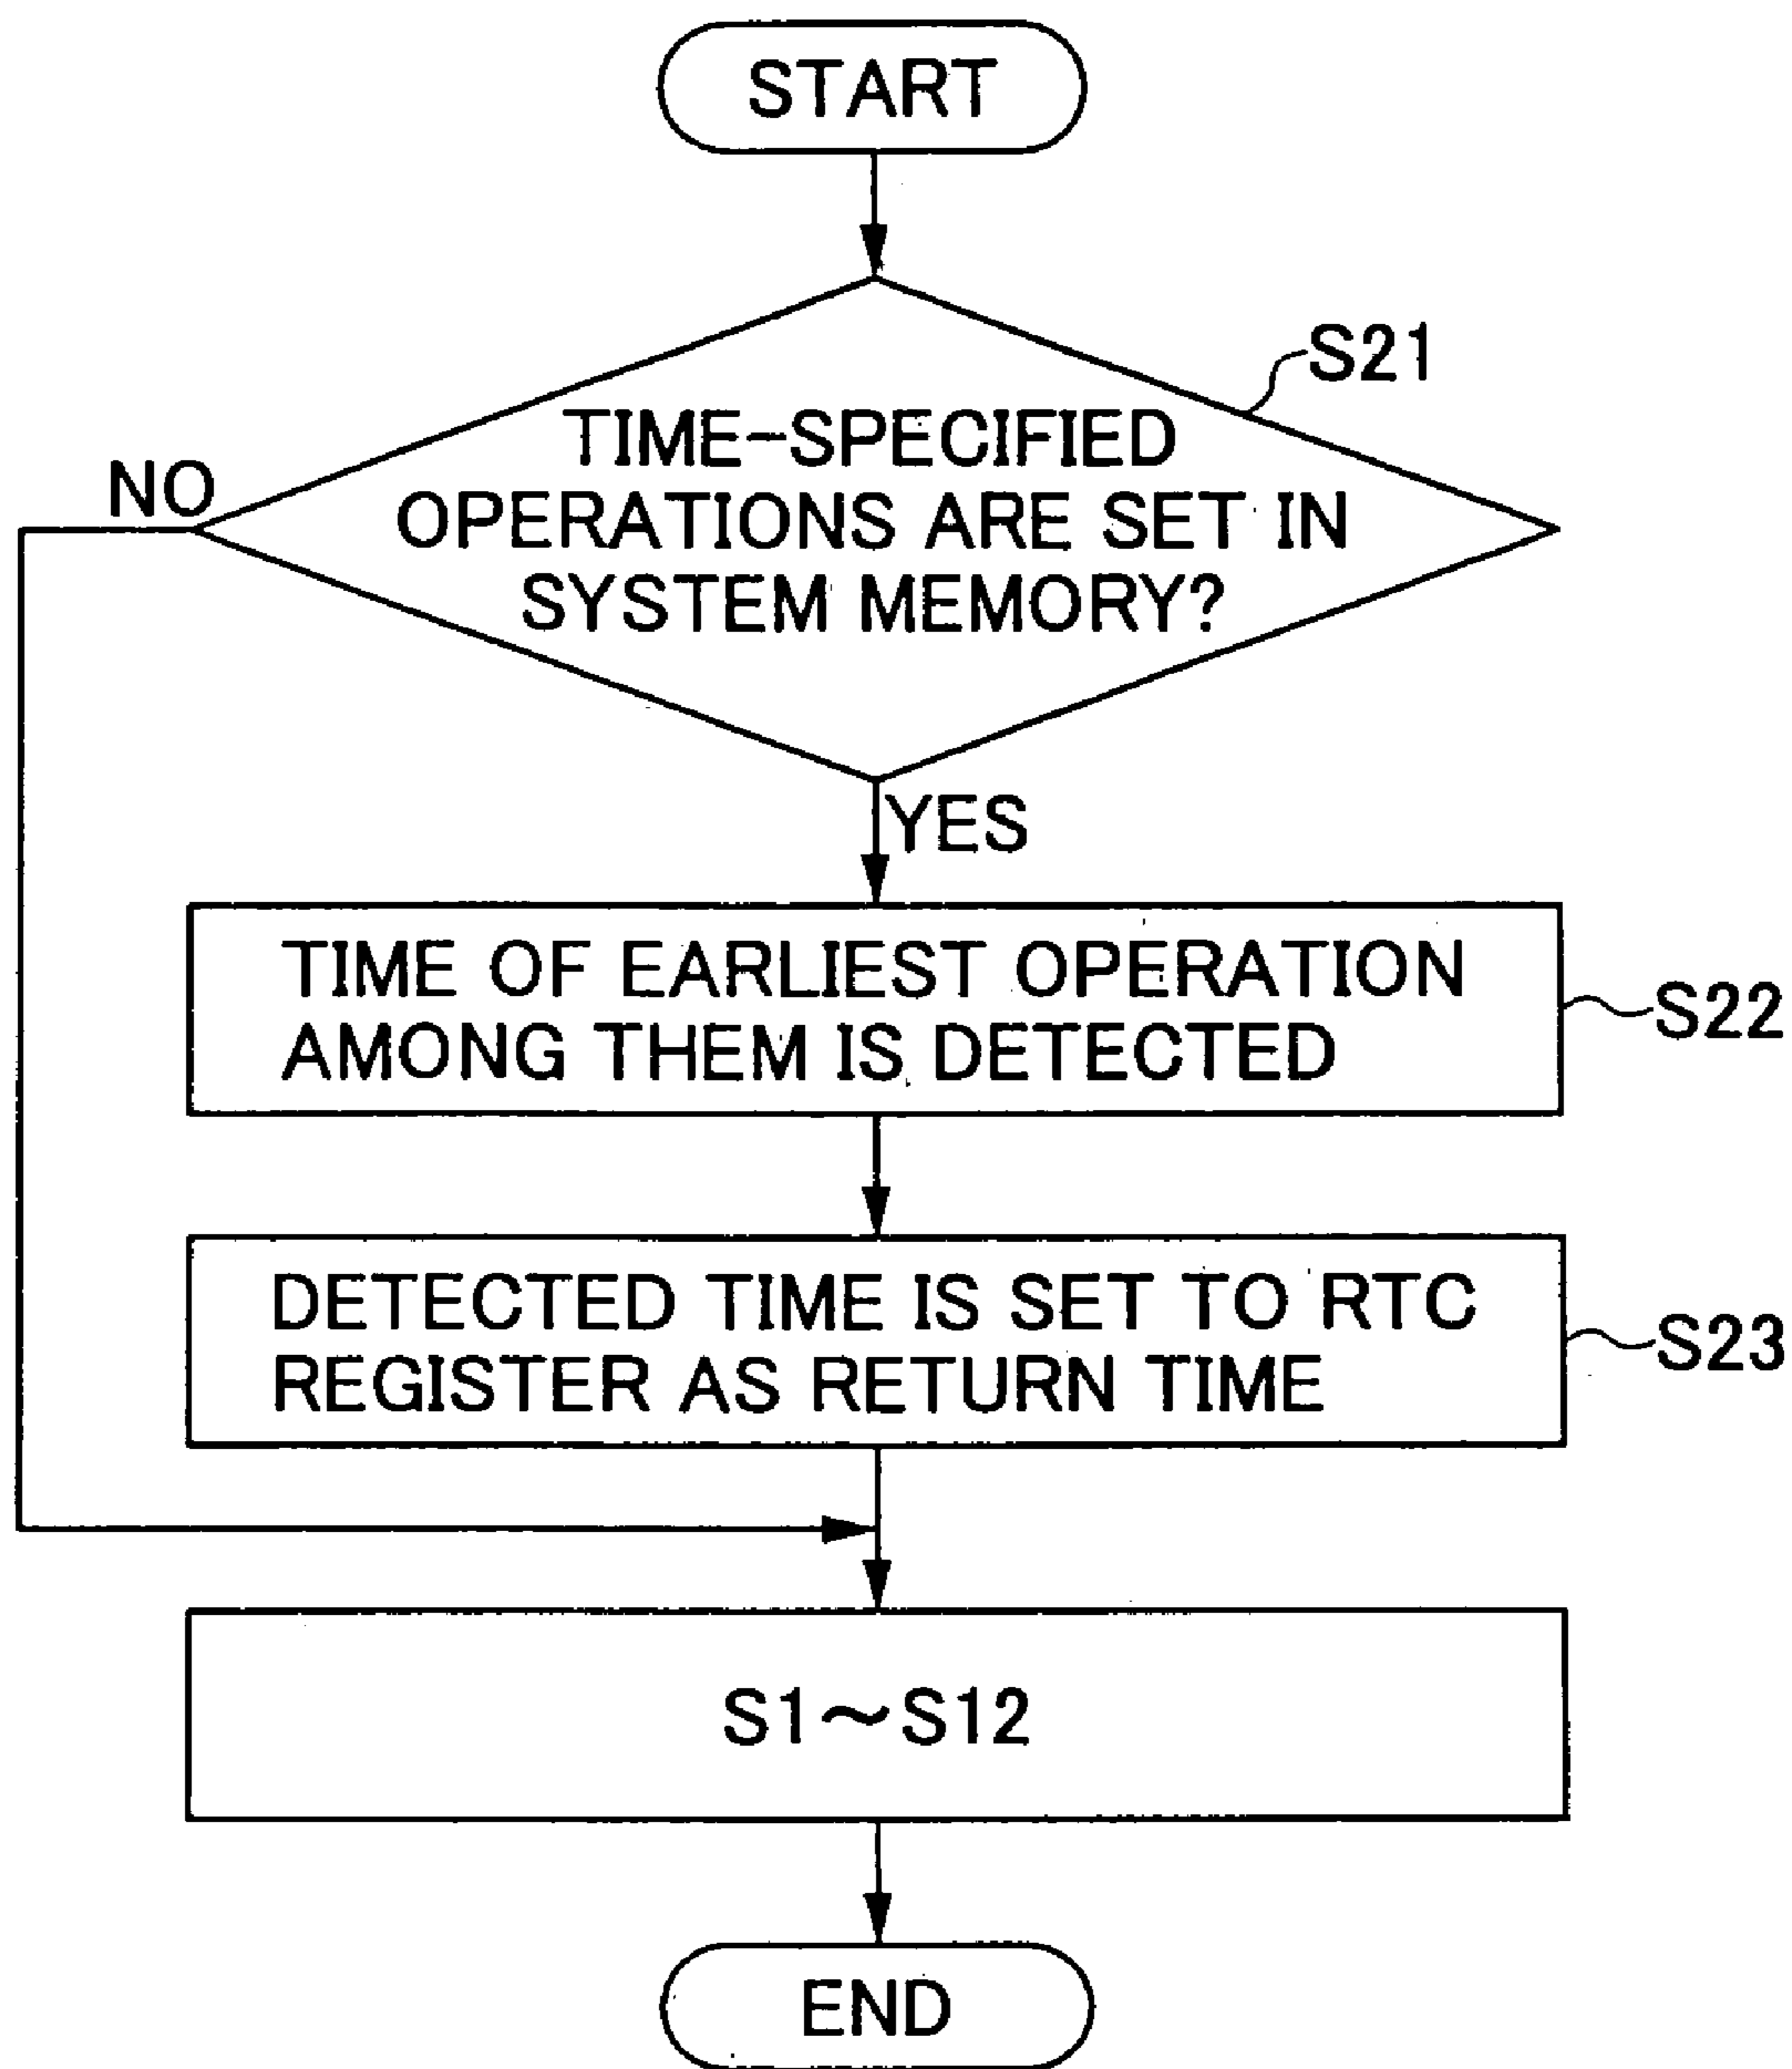 START
S21
TIME-SPECIFIED
OPERATIONS ARE SET IN
SYSTEM MEMORY?
NO
YES
TIME OF EARLIEST OPERATION
AMONG THEM IS DETECTED
S22
DETECTED TIME IS SET TO RTC
REGISTER AS RETURN TIME
S23
S1～S12
END